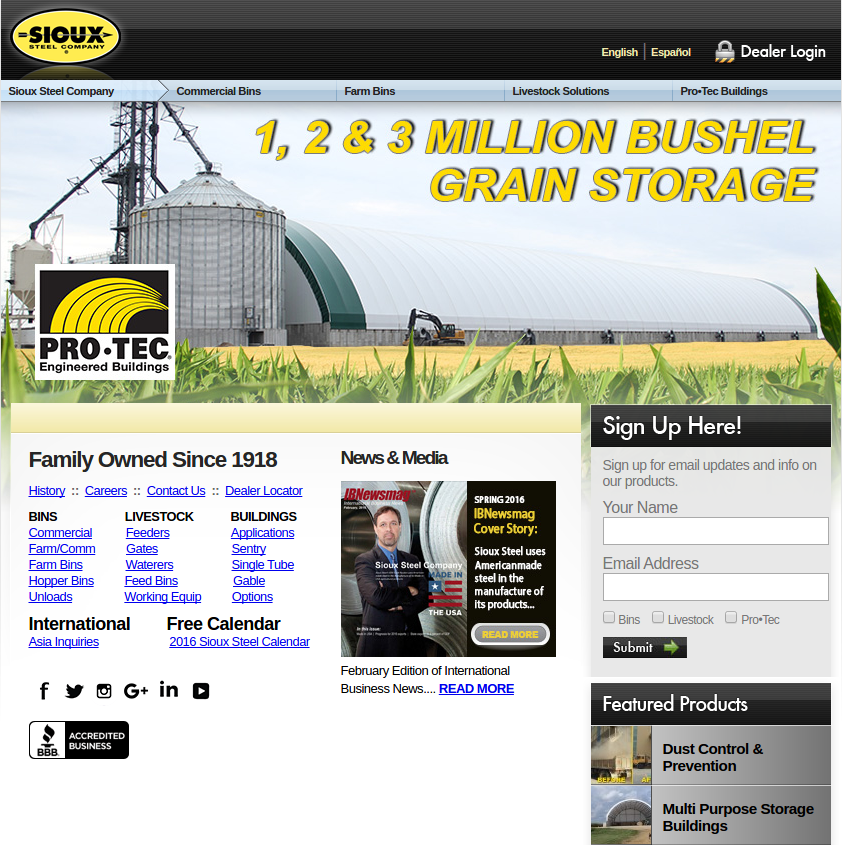 SIOUX
STEEL COMPANY
English | Español
Dealer Login
Sioux Steel Company
Commercial Bins
Farm Bins
Livestock Solutions
Pro•Tec Buildings
1, 2 & 3 MILLION BUSHEL
GRAIN STORAGE
PRO•TEC
Engineered Buildings
Family Owned Since 1918
History :: Careers :: Contact Us :: Dealer Locator
BINS LIVESTOCK BUILDINGS
Commercial Feeders Applications
Farm/Comm Gates Sentry
Farm Bins Waterers Single Tube
Hopper Bins Feed Bins Gable
Unloads Working Equip Options
International Free Calendar
Asia Inquiries 2016 Sioux Steel Calendar
BBB
ACCREDITED
BUSINESS
News & Media
IBNewsmag
Sioux Steel Company
MADE IN
THE USA
In this Issue:
SPRING 2016
IBNewsmag
Cover Story:
Sioux Steel uses
Americanmade
steel in the
manufacture of
its products...
READ MORE
February Edition of International
Business News.... READ MORE
Sign Up Here!
Sign up for email updates and info on
our products.
Your Name
Email Address
Bins Livestock Pro•Tec
Submit
Featured Products
BEFORE AF
Dust Control &
Prevention
Multi Purpose Storage
Buildings